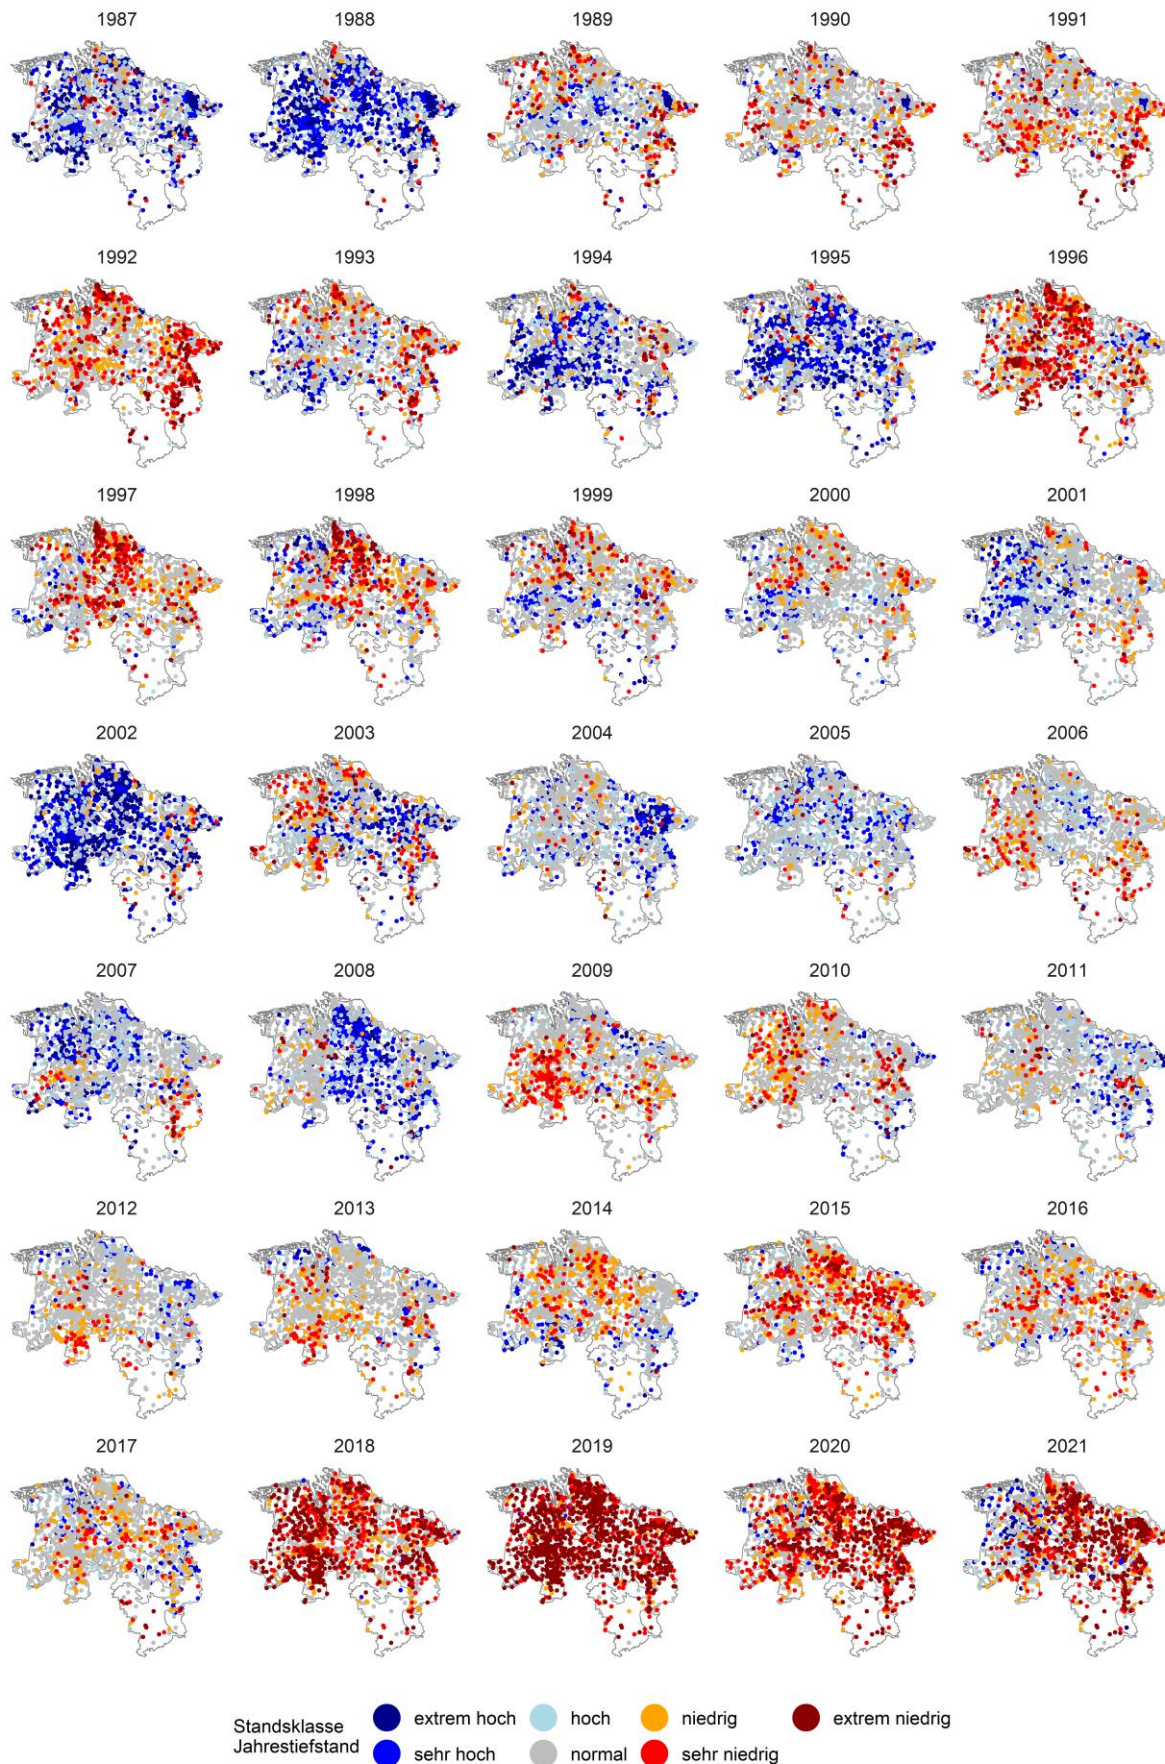 1987 1988 1989 1990 1991
1992 1993 1994 1995 1996
1997 1998 1999 2000 2001
2002 2003 2004 2005 2006
2007 2008 2009 2010 2011
2012 2013 2014 2015 2016
2017 2018 2019 2020 2021
Standsklasse
Jahrestiefstand
extrem hoch hoch niedrig extrem niedrig
sehr hoch normal sehr niedrig